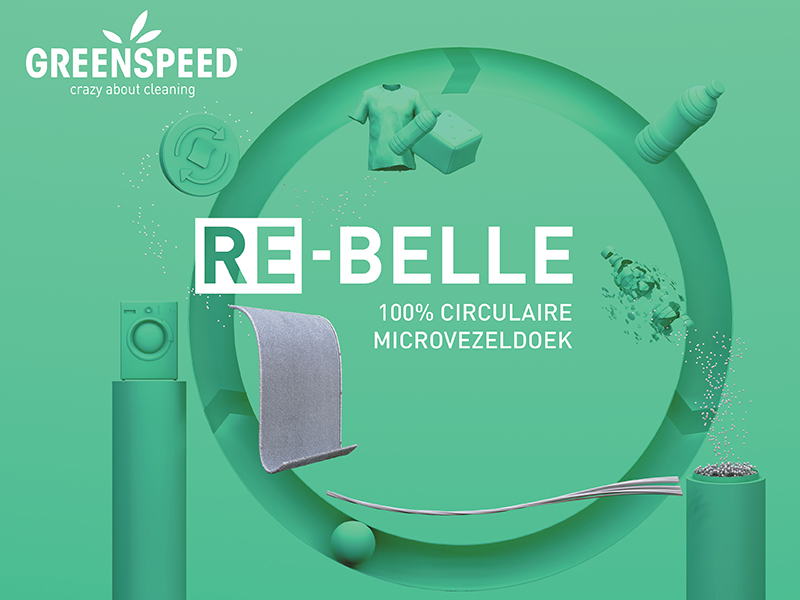 GREENSPEED™
crazy about cleaning
RE-BELLE
100% CIRCULAIRE
MICROVEZELDOEK